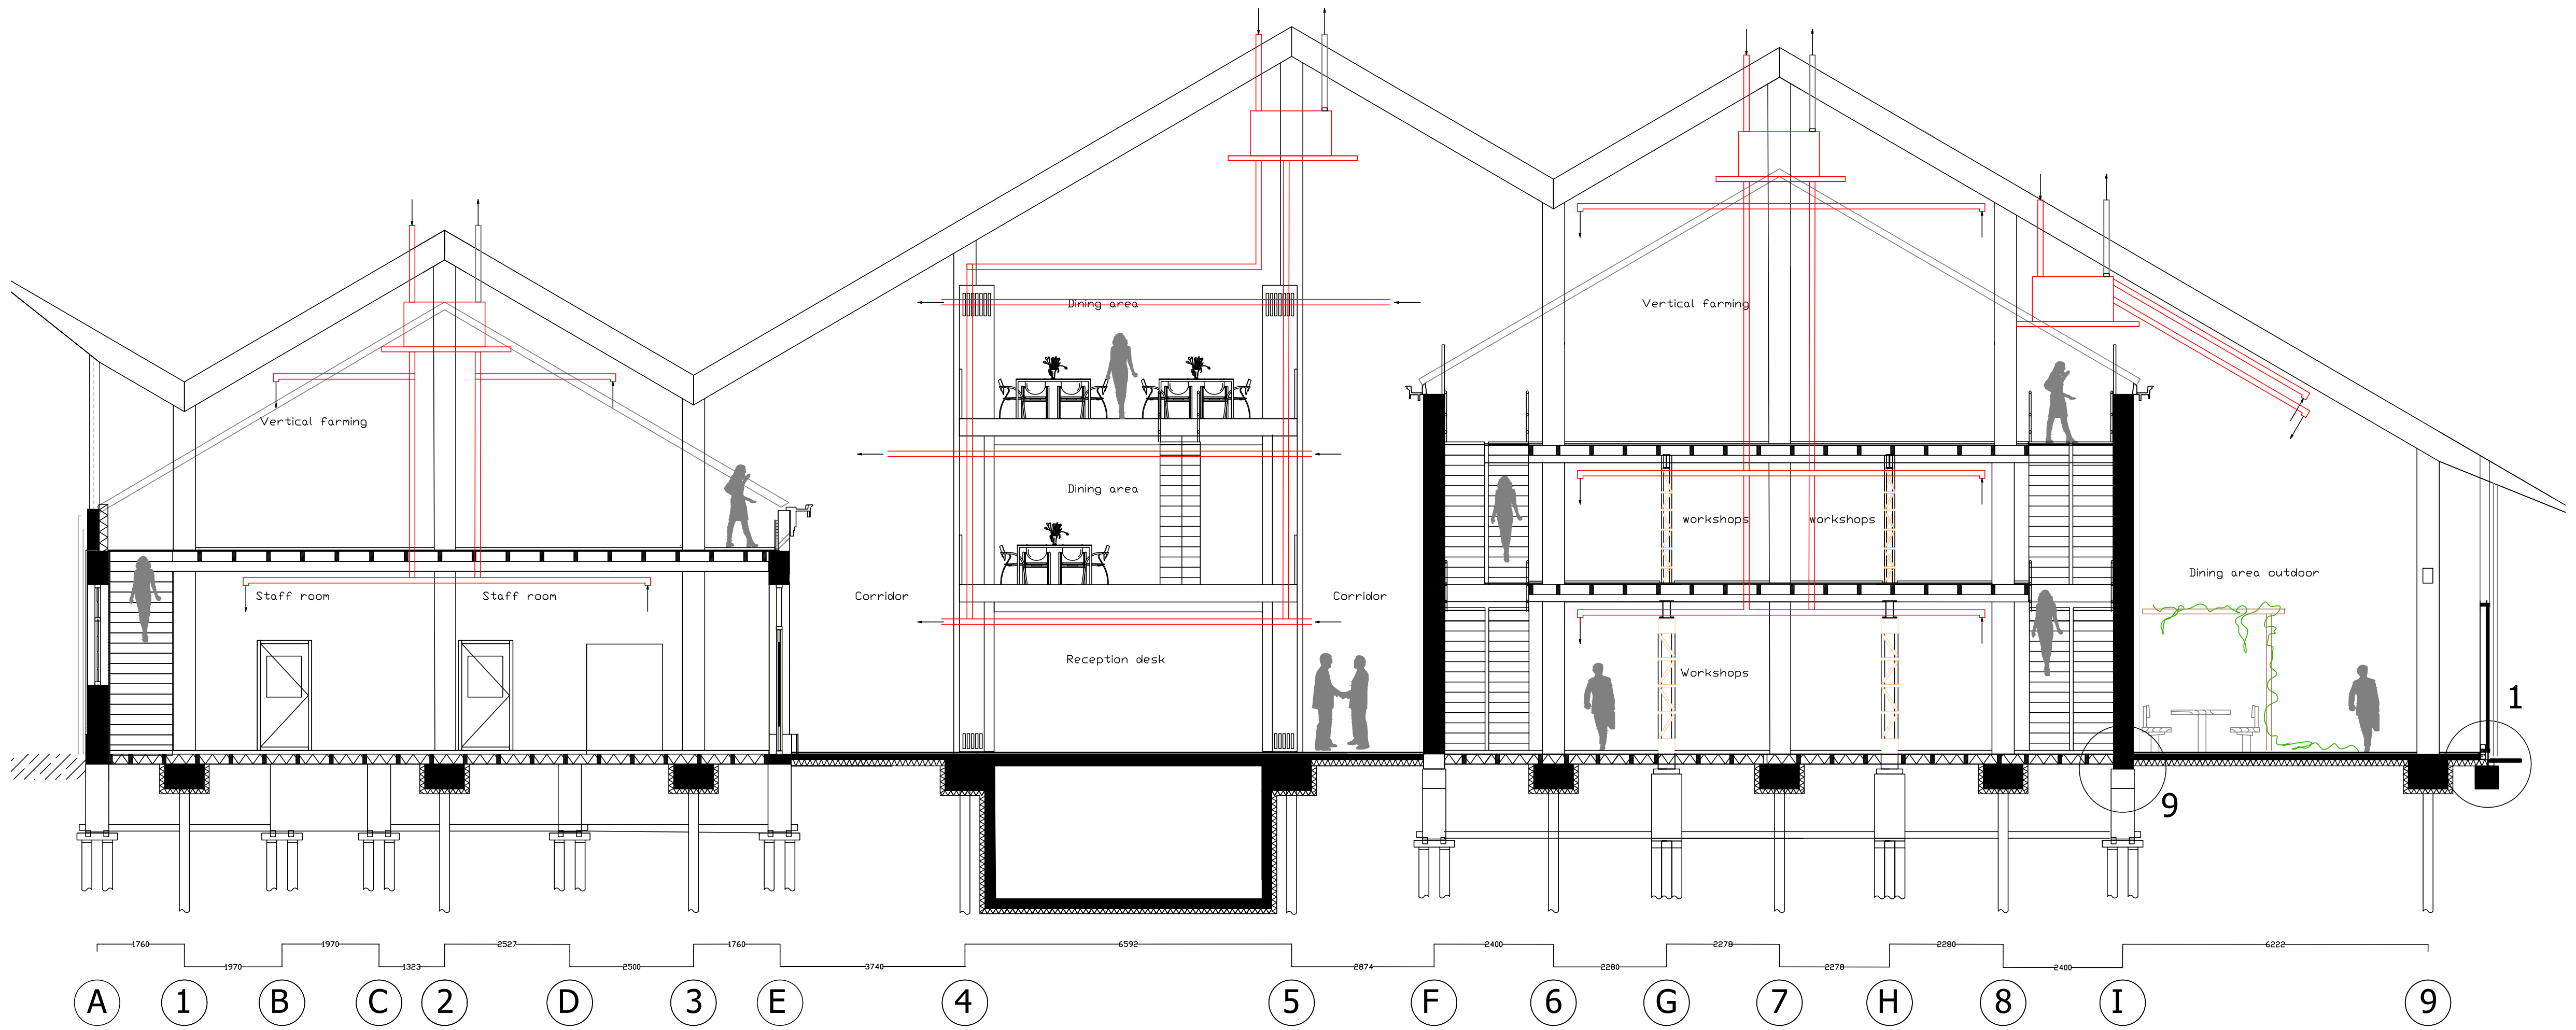 Dining area
Vertical farming
Vertical farming
Dining area
workshops
workshops
Dining area outdoor
Staff room
Staff room
Corridor
Corridor
Reception desk
Workshops
1
9
1760
1970
2527
1760
6592
2400
2278
2280
6222
1970
1323
2500
3740
2874
2280
2278
2400
A
1
B
C
2
D
3
E
4
5
F
6
G
7
H
8
I
9